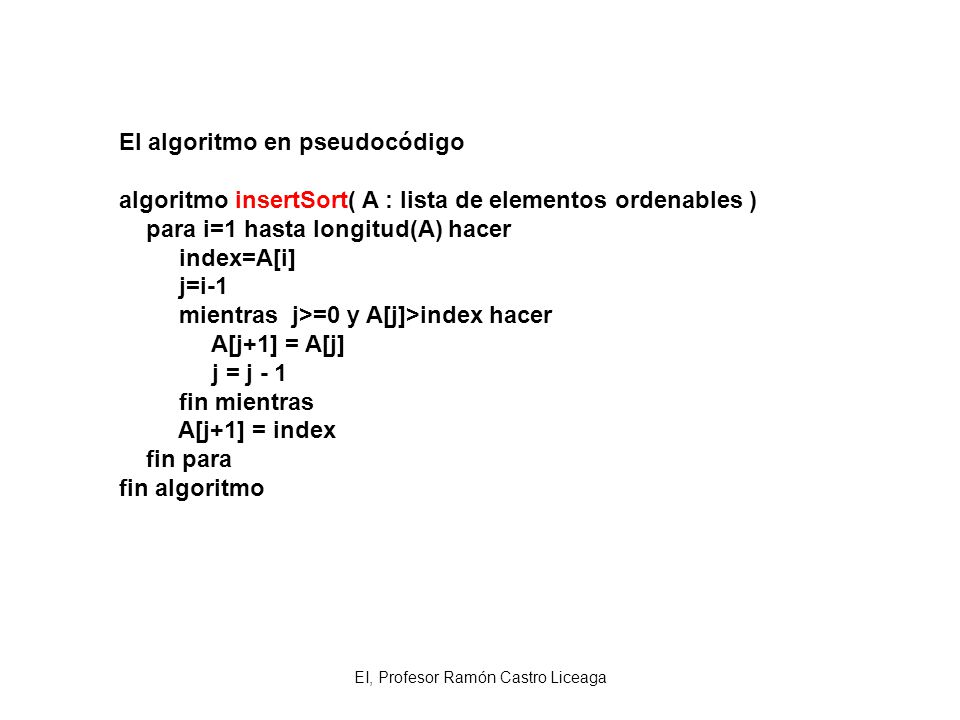 El algoritmo en pseudocódigo
algoritmo insertSort( A : lista de elementos ordenables )
para i=1 hasta longitud(A) hacer
index=A[i]
j=i-1
mientras  j>=0 y A[j]>index hacer
A[j+1] = A[j]
j = j - 1
fin mientras
A[j+1] = index
fin para
fin algoritmo
EI, Profesor Ramón Castro Liceaga